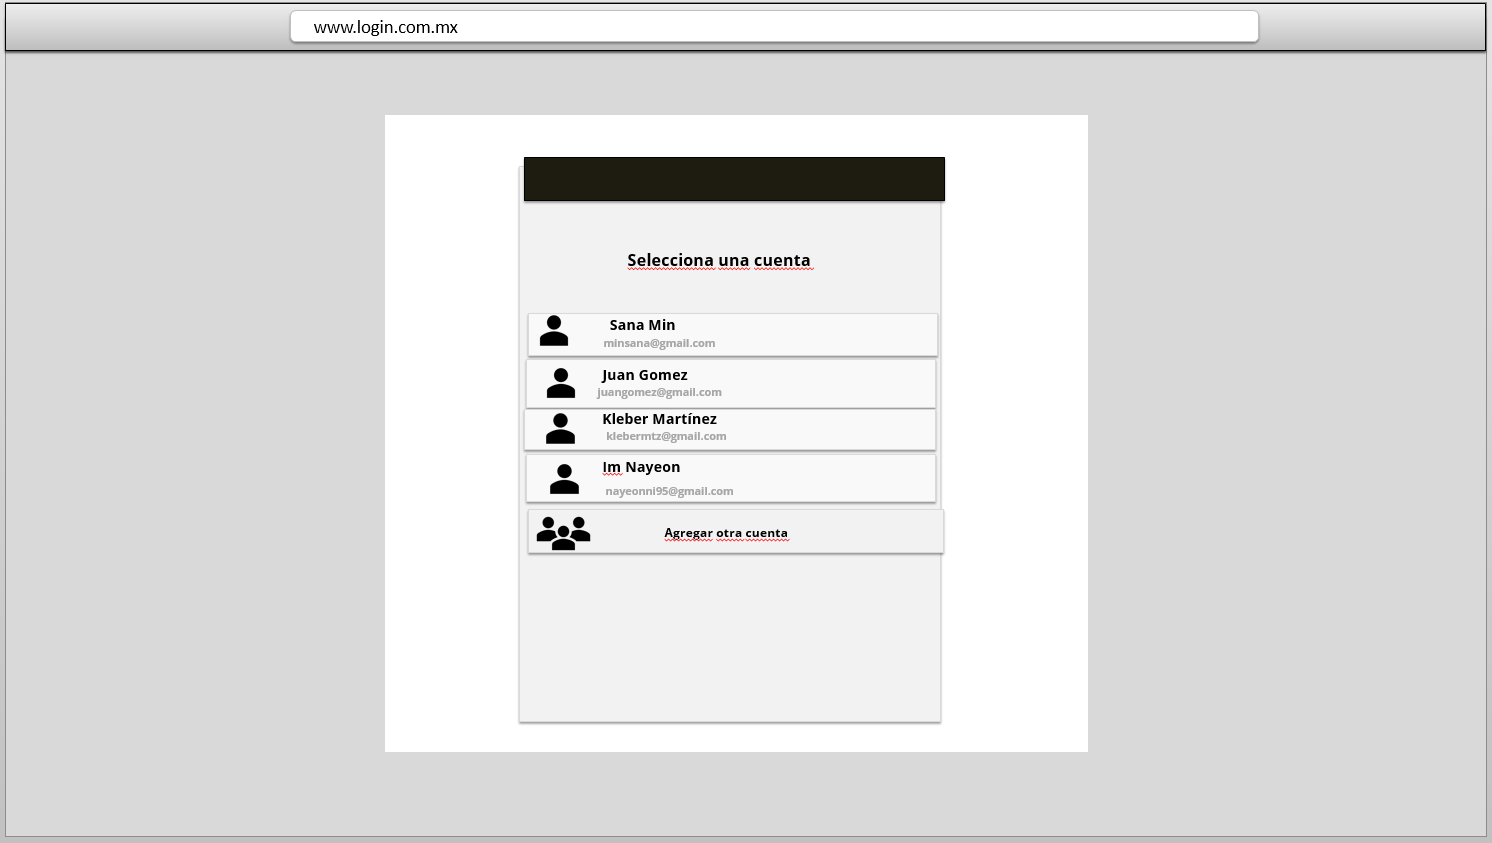 www.login.com.mx
Selecciona una cuenta
Sana Min
minsana@gmail.com
Juan Gomez
juangomez@gmail.com
Kleber Martínez
klebermtz@gmail.com
Im Nayeon
nayeonni95@gmail.com
Agregar otra cuenta